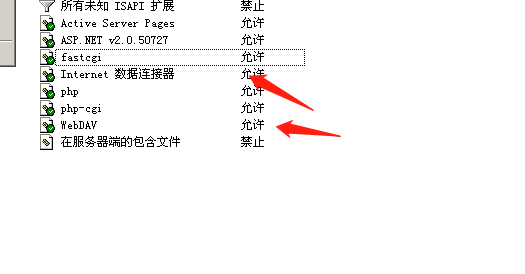 所有未知 ISAPI 扩展 禁止
Active Server Pages 允许
ASP.NET v2.0.50727 允许
fastcgi 允许
Internet 数据连接器 允许
php 允许
php-cgi 允许
WebDAV 允许
在服务器端的包含文件 禁止